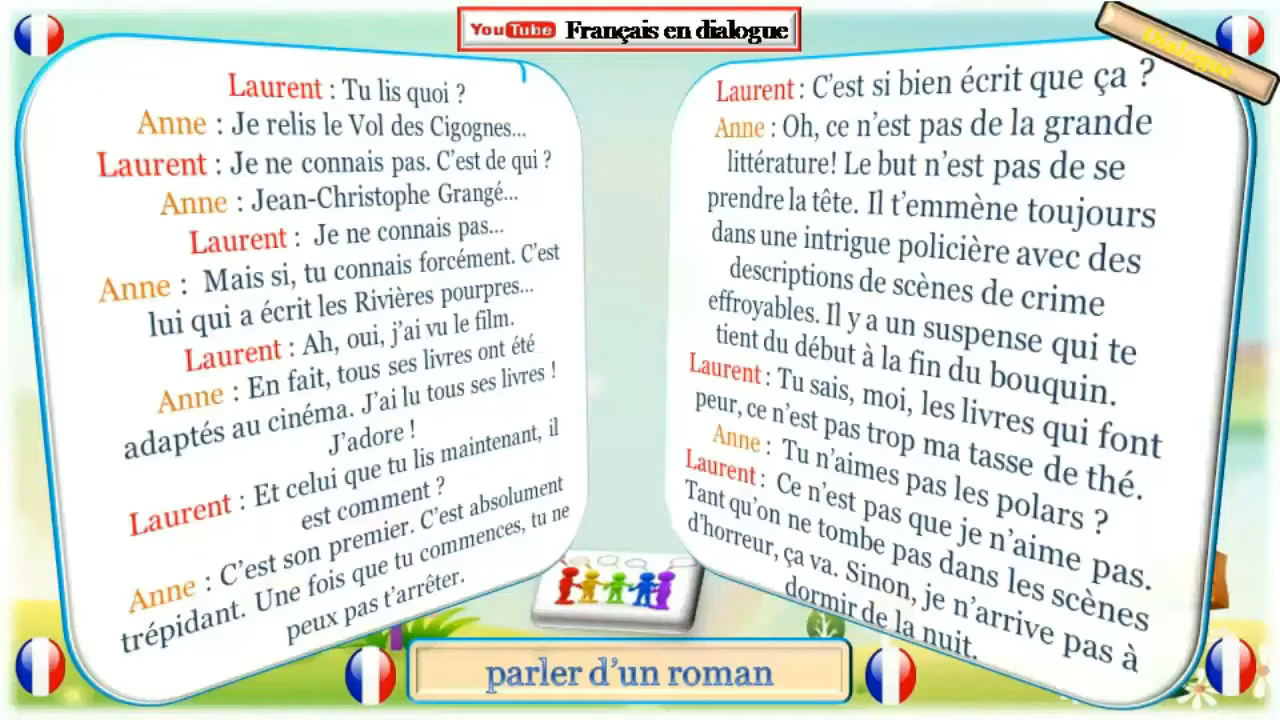 YouTube Français en dialogue
Dialogue
Laurent : Tu lis quoi ?
Anne : Je relis le Vol des Cigognes...
Laurent : Je ne connais pas. C'est de qui ?
Anne : Jean-Christophe Grangé...
Laurent : Je ne connais pas...
Anne : Mais si, tu connais forcément. C'est
lui qui a écrit les Rivières pourpres...
Laurent : Ah, oui, j'ai vu le film.
Anne : En fait, tous ses livres ont été
adaptés au cinéma. J'ai lu tous ses livres !
J'adore !
Laurent : Et celui que tu lis maintenant, il
est comment ?
Anne : C'est son premier. C'est absolument
trépidant. Une fois que tu commences, tu ne
peux pas t'arrêter.
Laurent : C'est si bien écrit que ça ?
Anne : Oh, ce n'est pas de la grande
littérature! Le but n'est pas de se
prendre la tête. Il t'emmène toujours
dans une intrigue policière avec des
descriptions de scènes de crime
effroyables. Il y a un suspense qui te
tient du début à la fin du bouquin.
Laurent : Tu sais, moi, les livres qui font
peur, ce n'est pas trop ma tasse de thé.
Anne : Tu n'aimes pas les polars ?
Laurent : Ce n'est pas que je n'aime pas.
Tant qu'on ne tombe pas dans les scènes
d'horreur, ça va. Sinon, je n'arrive pas à
dormir de la nuit.
parler d'un roman